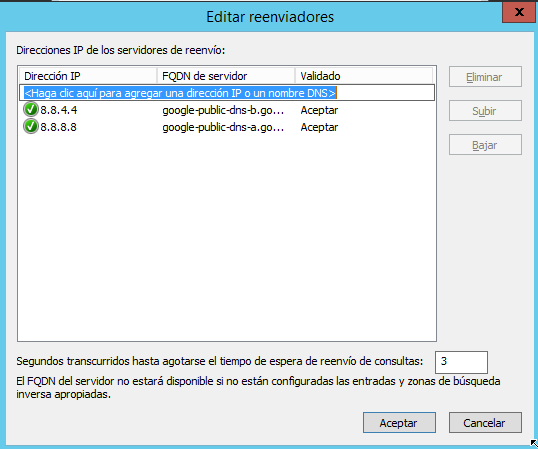 Editar reenviadores
x
Direcciones IP de los servidores de reenvío:
Dirección IP FQDN de servidor Validado
<Haga clic aquí para agregar una dirección IP o un nombre DNS>
8.8.4.4 google-public-dns-b.go... Aceptar
8.8.8.8 google-public-dns-a.go... Aceptar
Eliminar
Subir
Bajar
Segundos transcurridos hasta agotarse el tiempo de espera de reenvío de consultas: 3
El FQDN del servidor no estará disponible si no están configuradas las entradas y zonas de búsqueda
inversa apropiadas.
Aceptar Cancelar